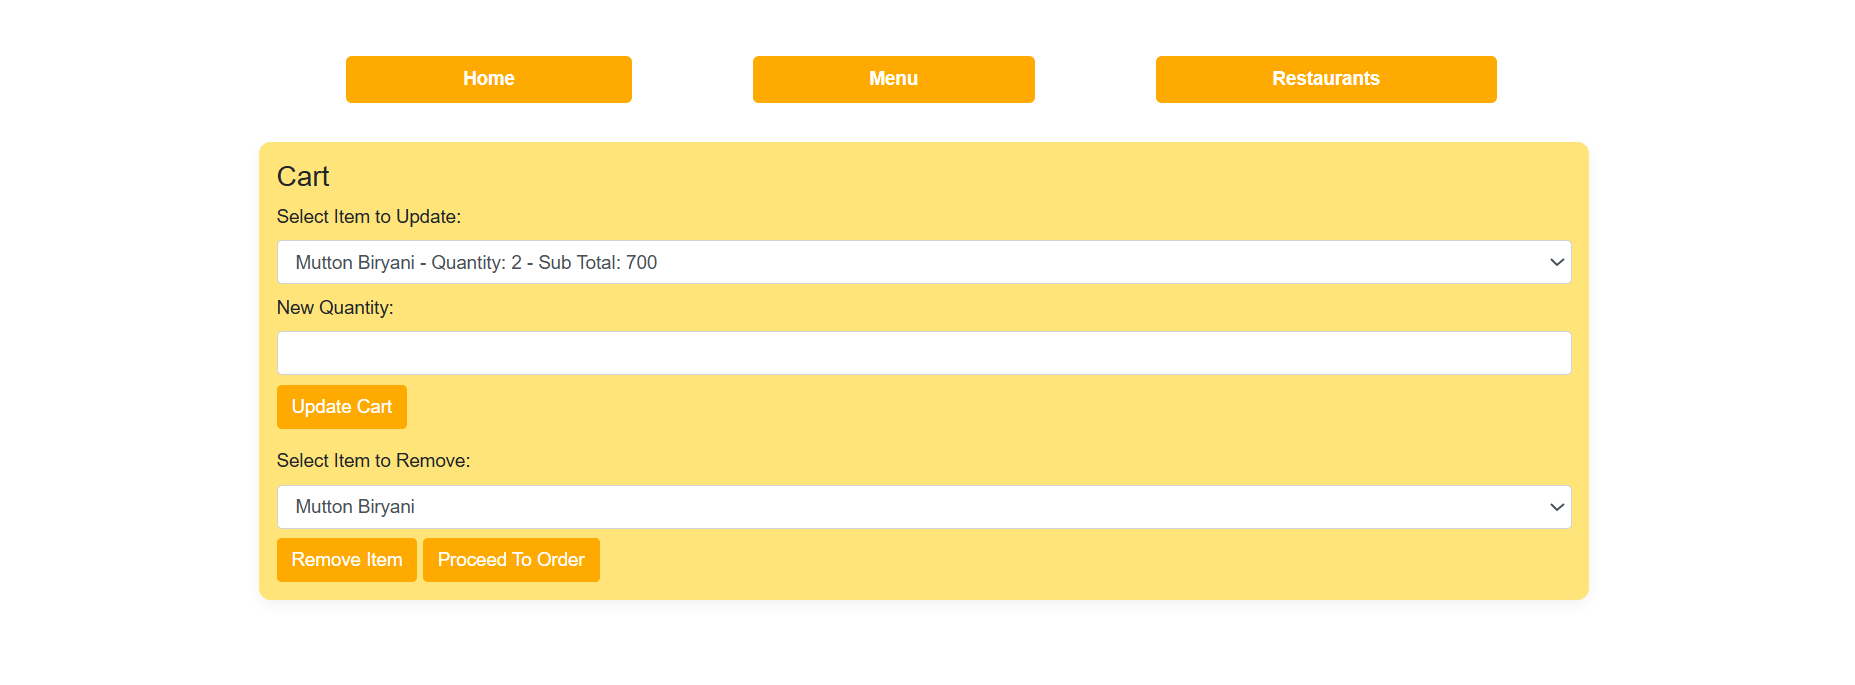 Home Menu Restaurants
Cart
Select Item to Update:
Mutton Biryani - Quantity: 2 - Sub Total: 700
New Quantity:
Update Cart
Select Item to Remove:
Mutton Biryani
Remove Item Proceed To Order